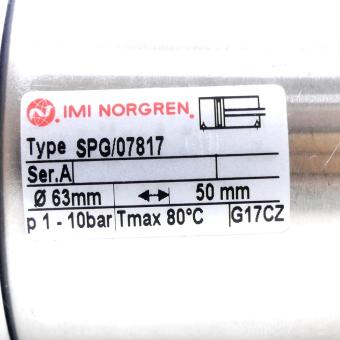 IMI NORGREN®
Type SPG/07817
Ser.A
Ø 63mm 50 mm
p 1 - 10bar Tmax 80°C G17CZ